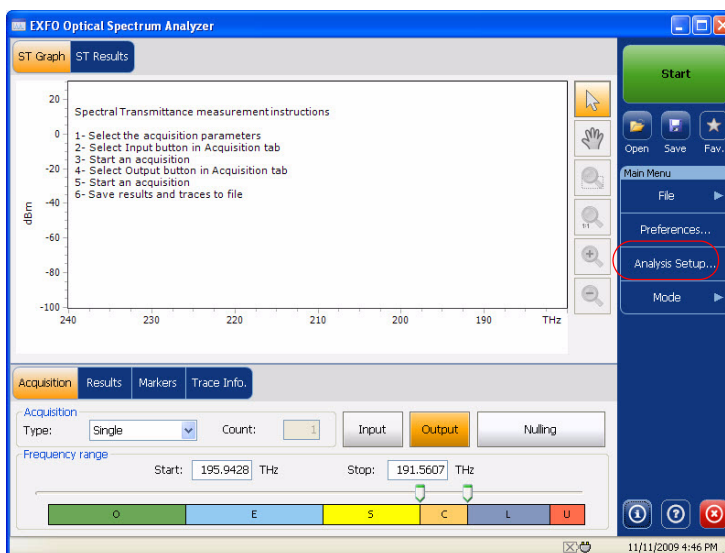 EXFO Optical Spectrum Analyzer
ST Graph ST Results
Start
20
0
-20
-40
-60
-80
-100
dBm
Spectral Transmittance measurement instructions
1- Select the acquisition parameters
2- Select Input button in Acquisition tab
3- Start an acquisition
4- Select Output button in Acquisition tab
5- Start an acquisition
6- Save results and traces to file
240 230 220 210 200 190 THz
1:1
Open Save Fav.
Main Menu
File
Preferences...
Analysis Setup...
Mode
Acquisition Results Markers Trace Info.
Acquisition
Type: Single Count: 1 Input Output Nulling
Frequency range
Start: 195.9428 THz Stop: 191.5607 THz
O E S C L U
11/11/2009 4:46 PM